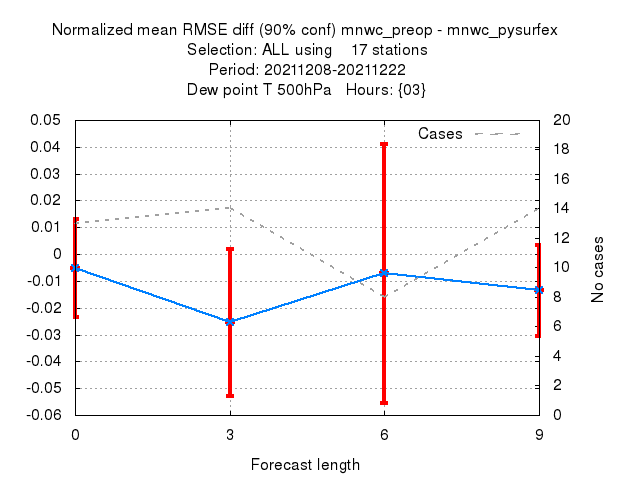 Normalized mean RMSE diff (90% conf) mnwc_preop - mnwc_pysurfex
Selection: ALL using 17 stations
Period: 20211208-20211222
Dew point T 500hPa Hours: {03}
Cases
0.05
0.04
0.03
0.02
0.01
0
-0.01
-0.02
-0.03
-0.04
-0.05
-0.06
20
18
16
14
12
10
8
6
4
2
0
No cases
0 3 6 9
Forecast length